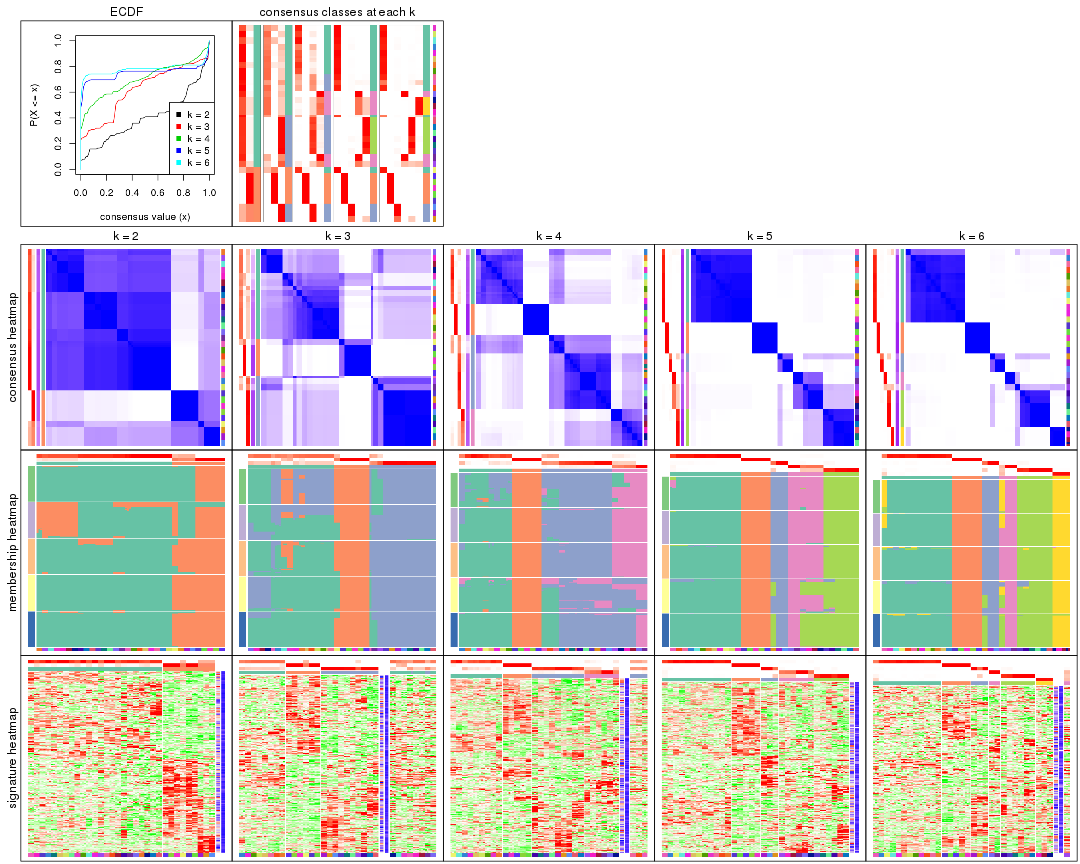 ECDF
consensus classes at each k
P(X <= x)
0.0 0.2 0.4 0.6 0.8 1.0
k = 2
k = 3
k = 4
k = 5
k = 6
0.0 0.2 0.4 0.6 0.8 1.0
consensus value (x)
k = 2
k = 3
k = 4
k = 5
k = 6
consensus heatmap
membership heatmap
signature heatmap